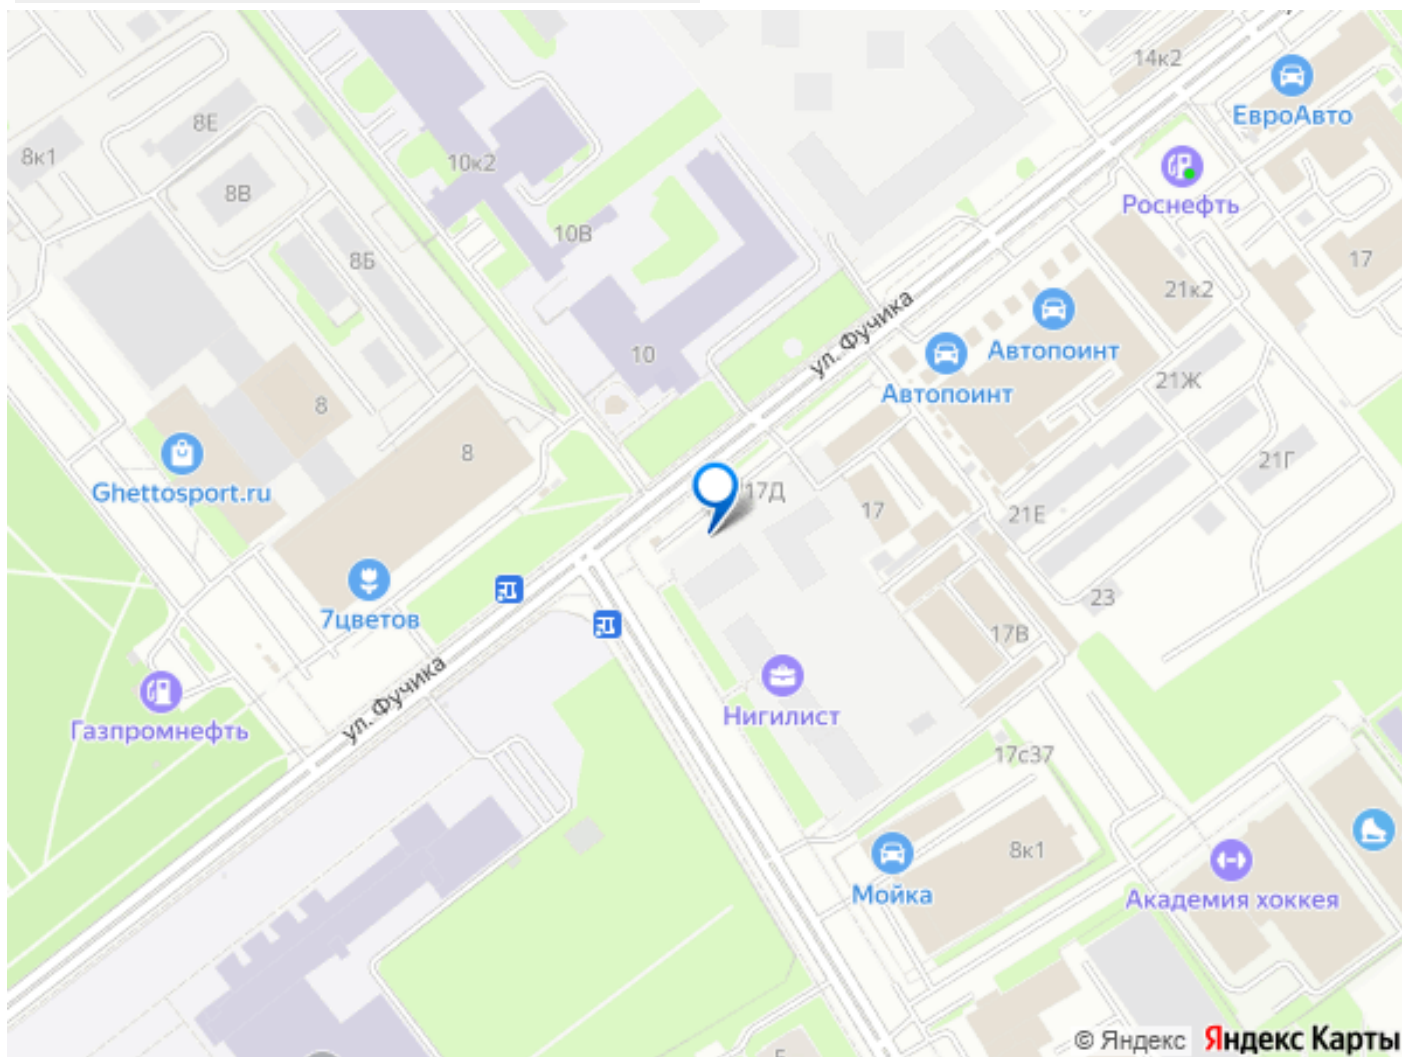 14к2
ЕвроАвто
8Е
8к1
10к2
8В
Роснефть
10В
8Б
17
21к2
ул. Фучика
10
Автопоинт
Автопоинт
21Ж
8
8
21Г
Ghettosport.ru
17Д
17
21Е
7цветов
23
17В
ул. Фучика
Газпромнефть
Нигилист
17с37
8к1
Мойка
Академия хоккея
© Яндекс Яндекс Карты